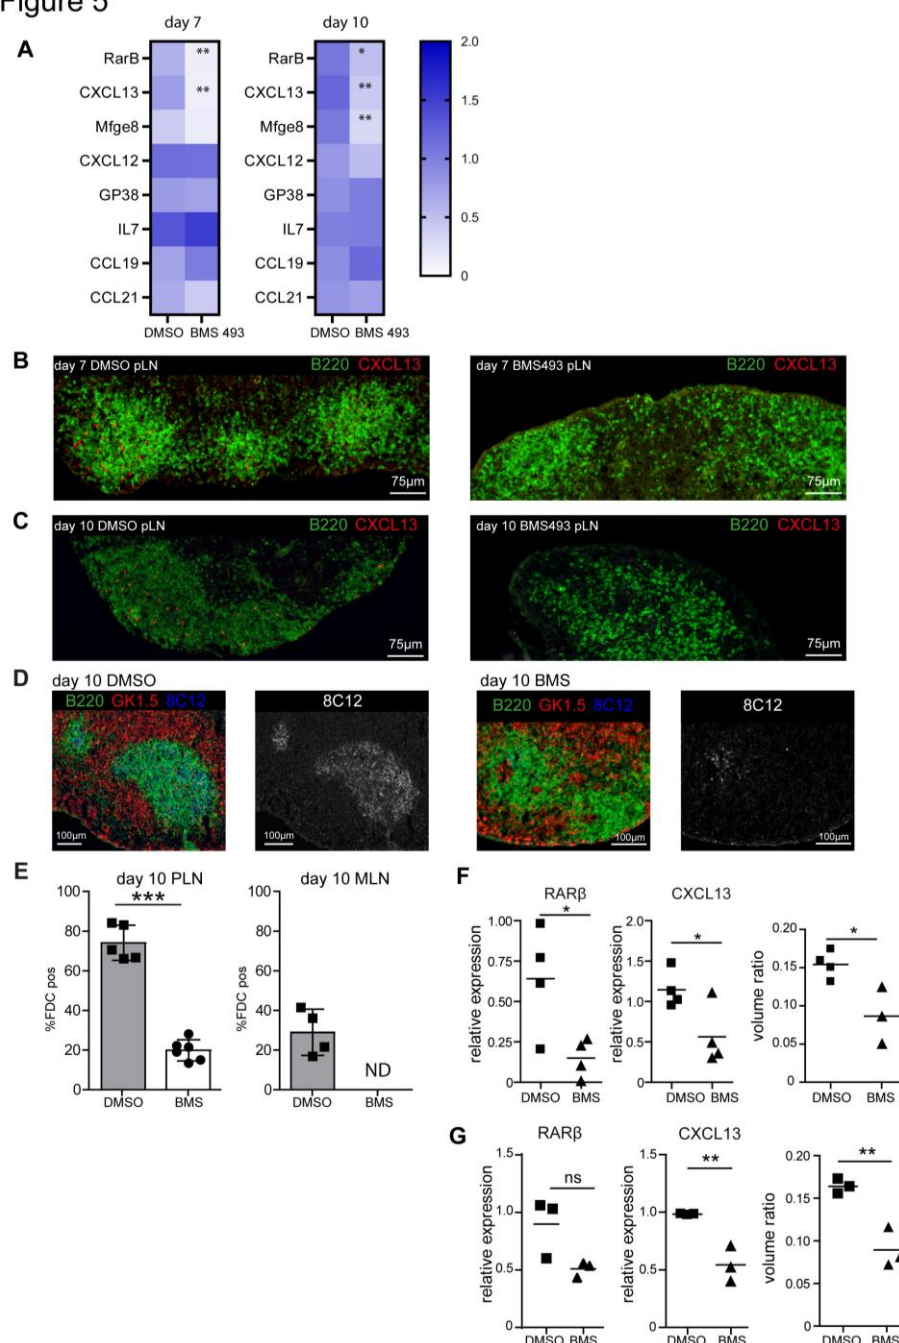 Figure 5
A
day 7
day 10
RarB
CXCL13
Mfge8
CXCL12
GP38
IL7
CCL19
CCL21
**
**
DMSO BMS 493
RarB
CXCL13
Mfge8
CXCL12
GP38
IL7
CCL19
CCL21
*
**
**
DMSO BMS 493
2.0
1.5
1.0
0.5
0
B
day 7 DMSO pLN B220 CXCL13
75µm
day 7 BMS493 pLN B220 CXCL13
75µm
C
day 10 DMSO pLN B220 CXCL13
75µm
day 10 BMS493 pLN B220 CXCL13
75µm
D
day 10 DMSO
B220 GK1.5 8C12
100µm
8C12
100µm
day 10 BMS
B220 GK1.5 8C12
100µm
8C12
100µm
E
day 10 PLN
***
%FDC pos
100
80
60
40
20
0
DMSO BMS
day 10 MLN
%FDC pos
100
80
60
40
20
0
ND
DMSO BMS
F
RARβ
*
relative expression
1.00
0.75
0.50
0.25
0
DMSO BMS
CXCL13
*
relative expression
2.0
1.5
1.0
0.5
0
DMSO BMS
*
volume ratio
0.20
0.15
0.10
0.05
0
DMSO BMS
G
RARβ
ns
relative expression
1.5
1.0
0.5
0
DMSO BMS
CXCL13
**
relative expression
1.5
1.0
0.5
0
DMSO BMS
**
volume ratio
0.20
0.15
0.10
0.05
0
DMSO BMS